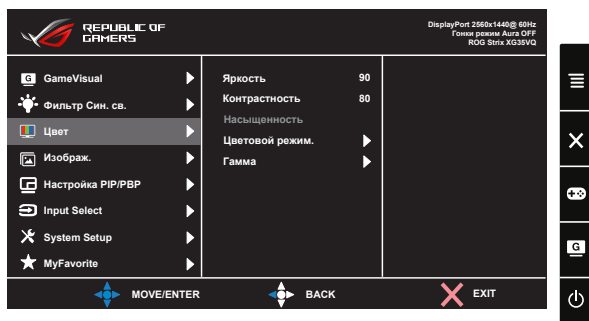 REPUBLIC OF
GAMERS
DisplayPort 2560x1440@ 60Hz
Гонки режим Aura OFF
ROG Strix XG35VQ
G GameVisual
Фильтр Син. св.
Цвет
Изображ.
Настройка PIP/PBP
Input Select
System Setup
MyFavorite
Яркость 90
Контрастность 80
Насыщенность
Цветовой режим.
Гамма
MOVE/ENTER BACK EXIT
G